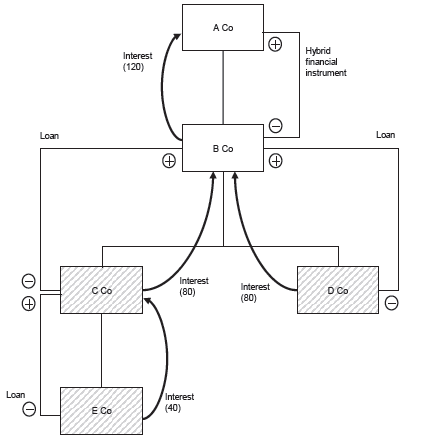 A Co
Interest
(120)
Hybrid
financial
instrument
Loan
Loan
B Co
Interest
(80)
Interest
(80)
C Co
D Co
Loan
Interest
(40)
E Co